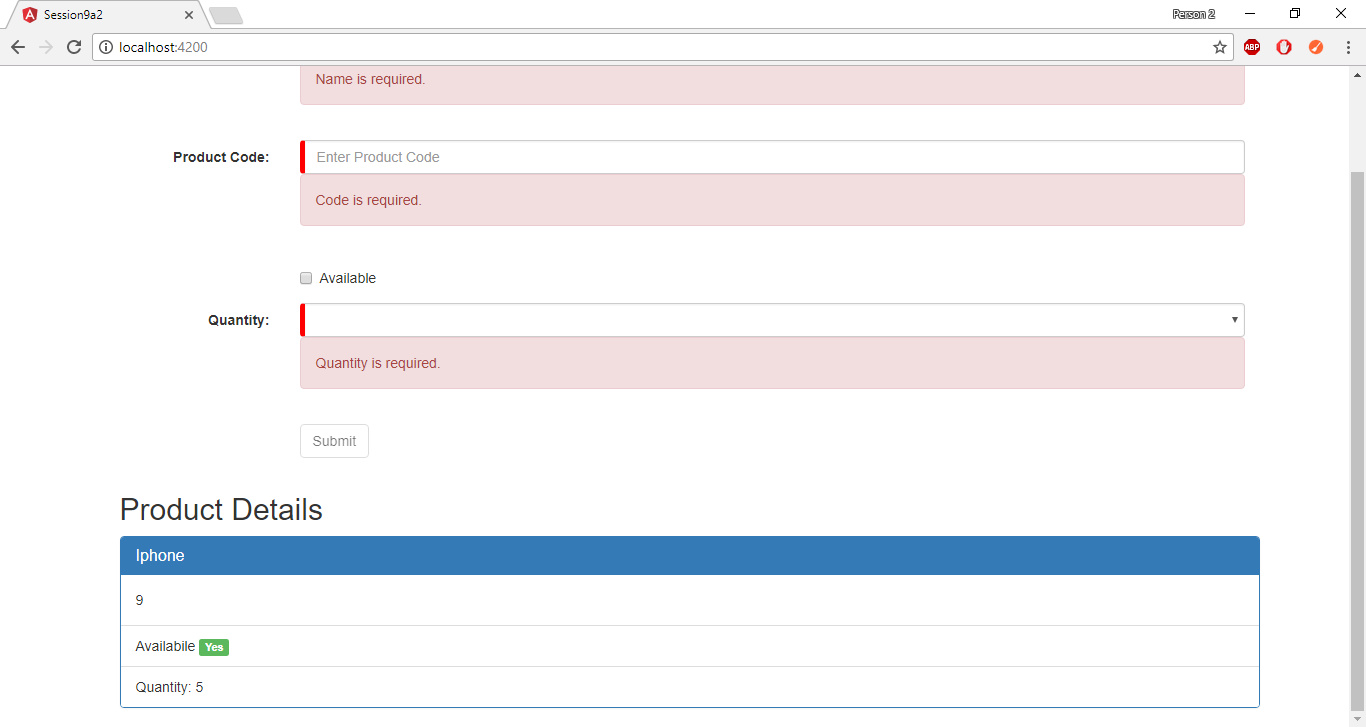 Session9a2
Person 2
localhost:4200
ABP
Name is required.
Product Code:
Enter Product Code
Code is required.
Available
Quantity:
Quantity is required.
Submit
Product Details
Iphone
9
Availabile Yes
Quantity: 5